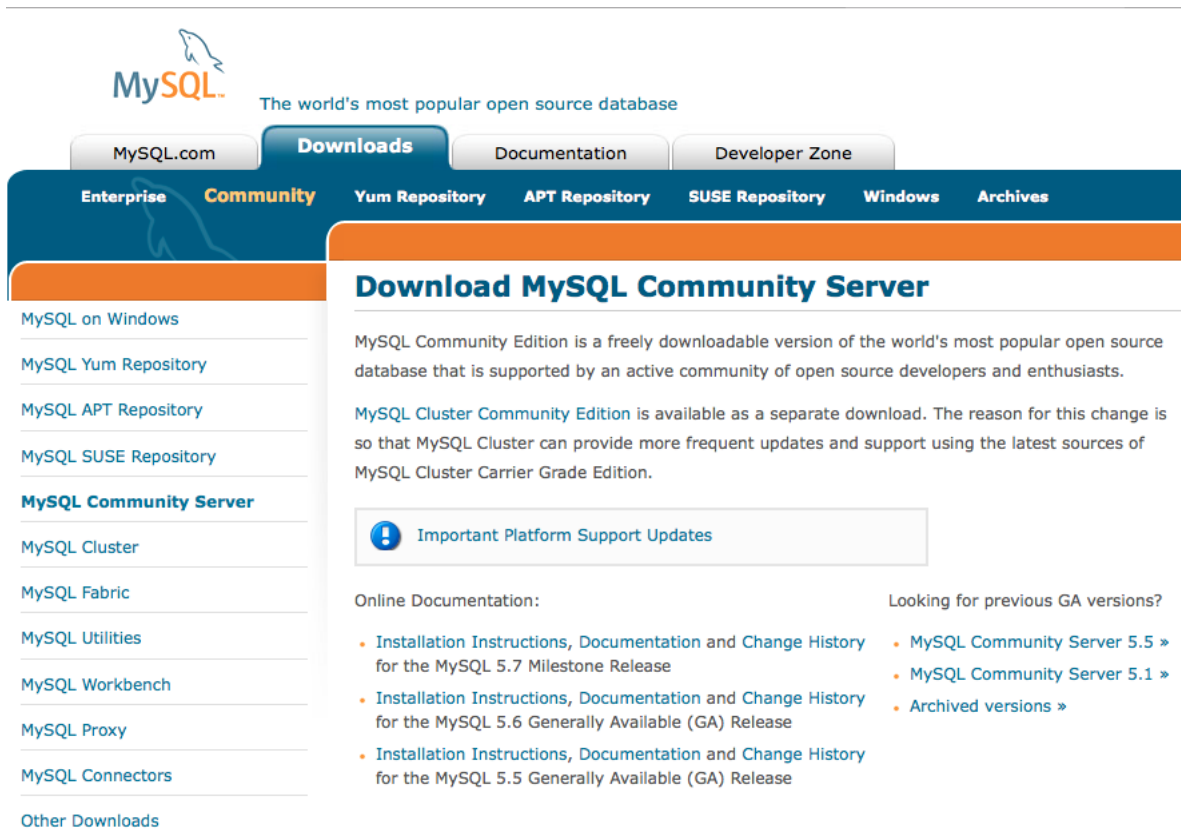 MySQL™
The world's most popular open source database
MySQL.com
Downloads
Documentation
Developer Zone
Enterprise
Community
Yum Repository
APT Repository
SUSE Repository
Windows
Archives
MySQL on Windows
MySQL Yum Repository
MySQL APT Repository
MySQL SUSE Repository
MySQL Community Server
MySQL Cluster
MySQL Fabric
MySQL Utilities
MySQL Workbench
MySQL Proxy
MySQL Connectors
Other Downloads
Download MySQL Community Server
MySQL Community Edition is a freely downloadable version of the world's most popular open source
database that is supported by an active community of open source developers and enthusiasts.
MySQL Cluster Community Edition is available as a separate download. The reason for this change is
so that MySQL Cluster can provide more frequent updates and support using the latest sources of
MySQL Cluster Carrier Grade Edition.
Important Platform Support Updates
Online Documentation:
• Installation Instructions, Documentation and Change History
for the MySQL 5.7 Milestone Release
• Installation Instructions, Documentation and Change History
for the MySQL 5.6 Generally Available (GA) Release
• Installation Instructions, Documentation and Change History
for the MySQL 5.5 Generally Available (GA) Release
Looking for previous GA versions?
• MySQL Community Server 5.5 »
• MySQL Community Server 5.1 »
• Archived versions »